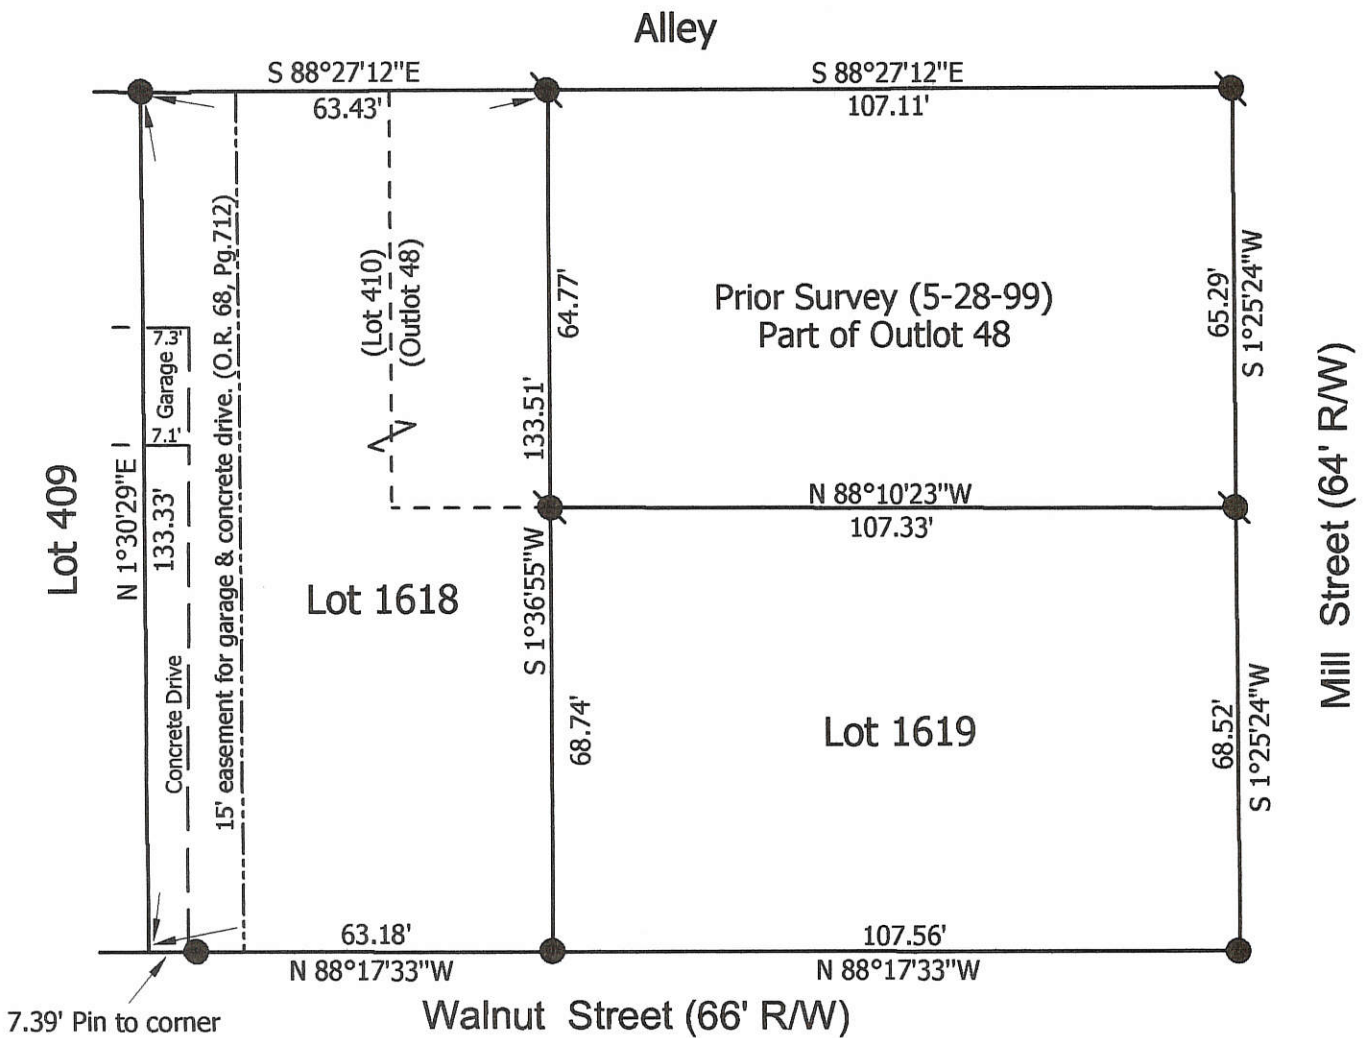 Alley
S 88°27'12"E
63.43'
S 88°27'12"E
107.11'
Lot 409
N 1°30'29"E
133.33'
7.3'
Garage
7.1'
Concrete Drive
15' easement for garage & concrete drive. (O.R. 68, Pg.712)
(Lot 410)
(Outlot 48)
64.77'
133.51'
S 1°36'55"W
68.74'
Prior Survey (5-28-99)
Part of Outlot 48
65.29'
S 1°25'24"W
N 88°10'23"W
107.33'
Lot 1618
Lot 1619
68.52'
S 1°25'24"W
Mill Street (64' R/W)
63.18'
N 88°17'33"W
107.56'
N 88°17'33"W
7.39' Pin to corner
Walnut Street (66' R/W)